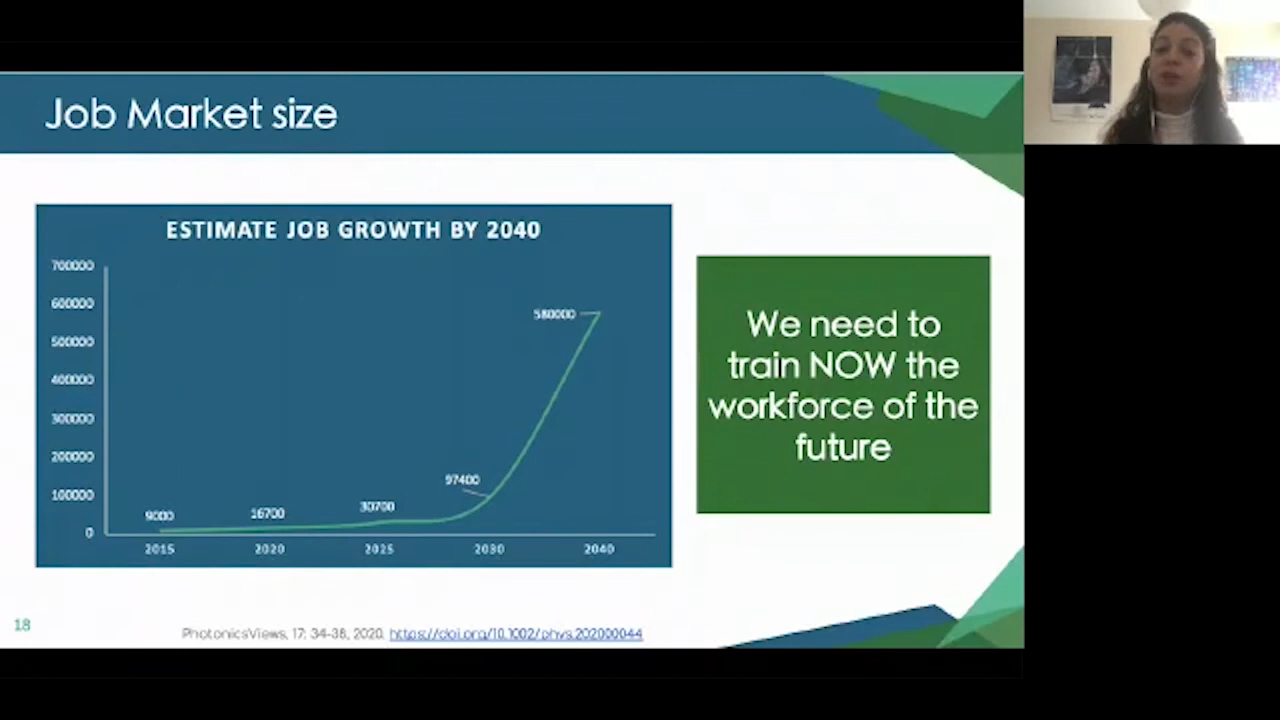 Job Market size
ESTIMATE JOB GROWTH BY 2040
700000
600000
500000
400000
300000
200000
100000
0
9000
16700
30700
97400
580000
2015
2020
2025
2030
2040
We need to
train NOW the
workforce of the
future
18
PhotonicsViews, 17: 34-38, 2020, https://doi.org/10.1002/phvs.202000044